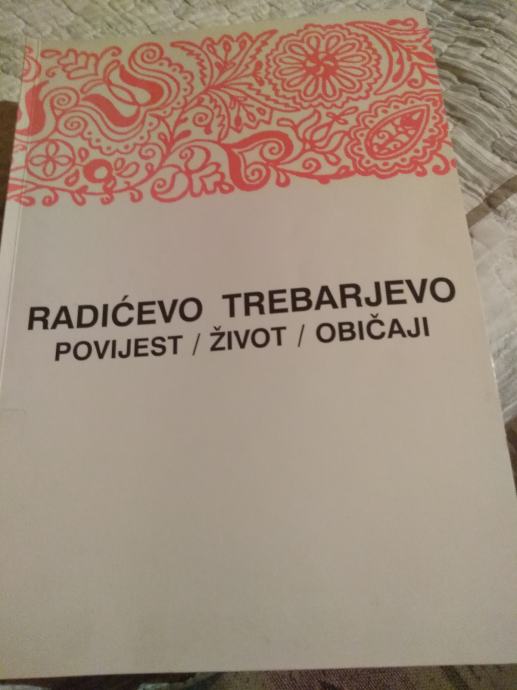 RADIĆEVO TREBARJEVO
POVIJEST / ŽIVOT / OBIČAJI